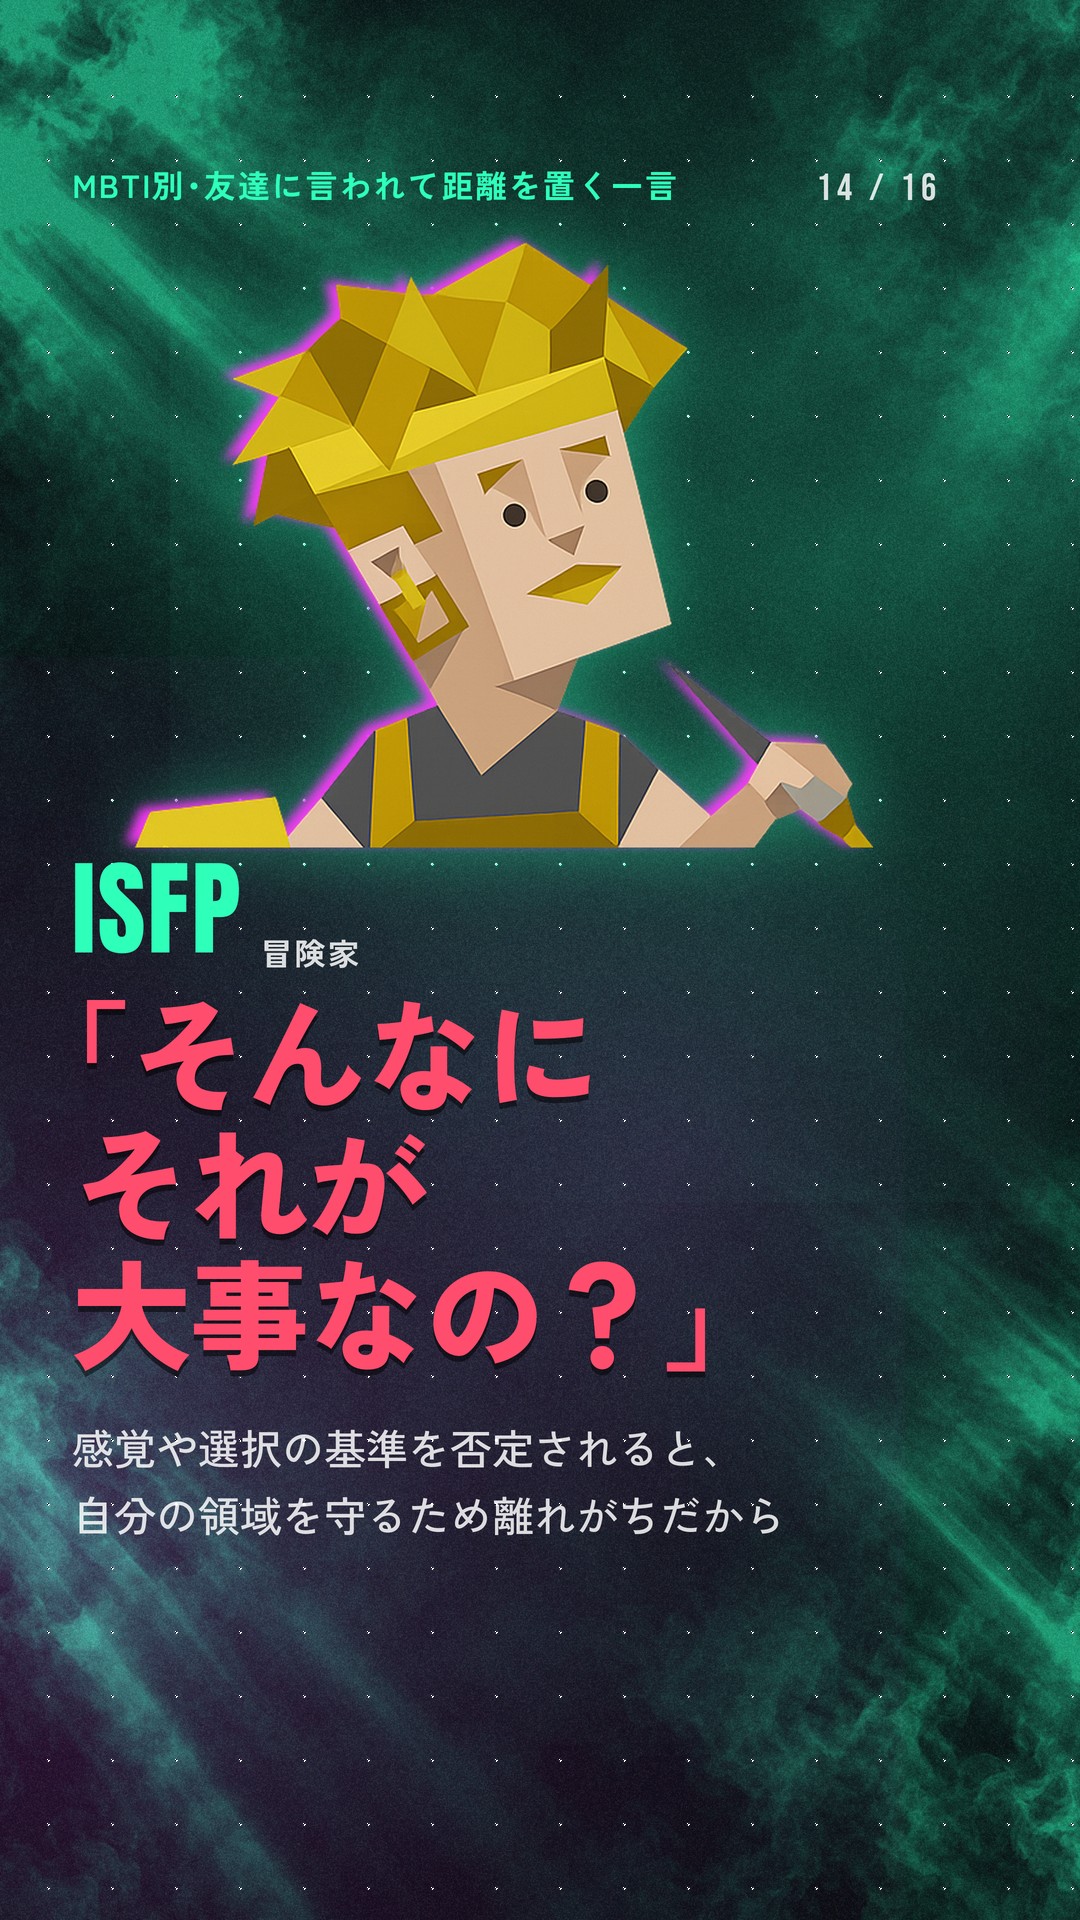 MBTI別・友達に言われて距離を置く一言
14 / 16
ISFP
冒険家
「そんなに
それが
大事なの？」
感覚や選択の基準を否定されると、
自分の領域を守るため離れがちだから